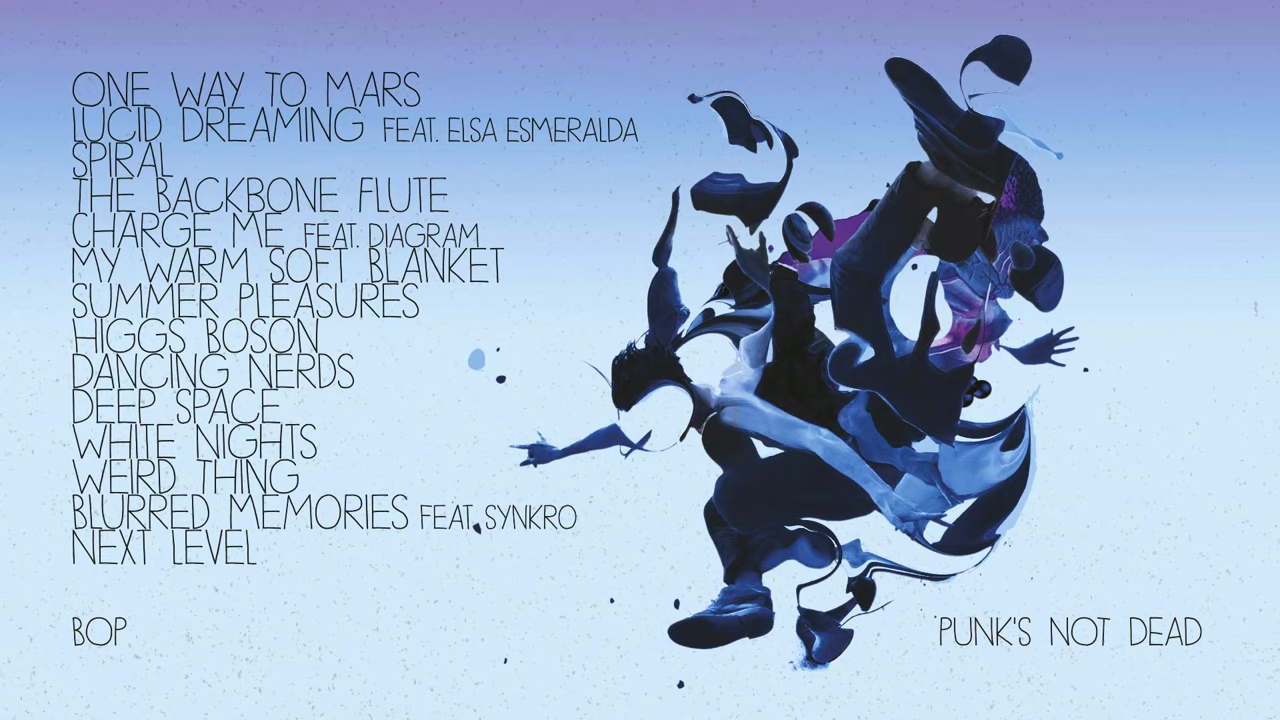 ONE WAY TO MARS
LUCID DREAMING FEAT. ELSA ESMERALDA
SPIRAL
THE BACKBONE FLUTE
CHARGE ME FEAT. DIAGRAM
MY WARM SOFT BLANKET
SUMMER PLEASURES
HIGGS BOSON
DANCING NERDS
DEEP SPACE
WHITE NIGHTS
WEIRD THING
BLURRED MEMORIES FEAT. SYNKRO
NEXT LEVEL
BOP
PUNK'S NOT DEAD